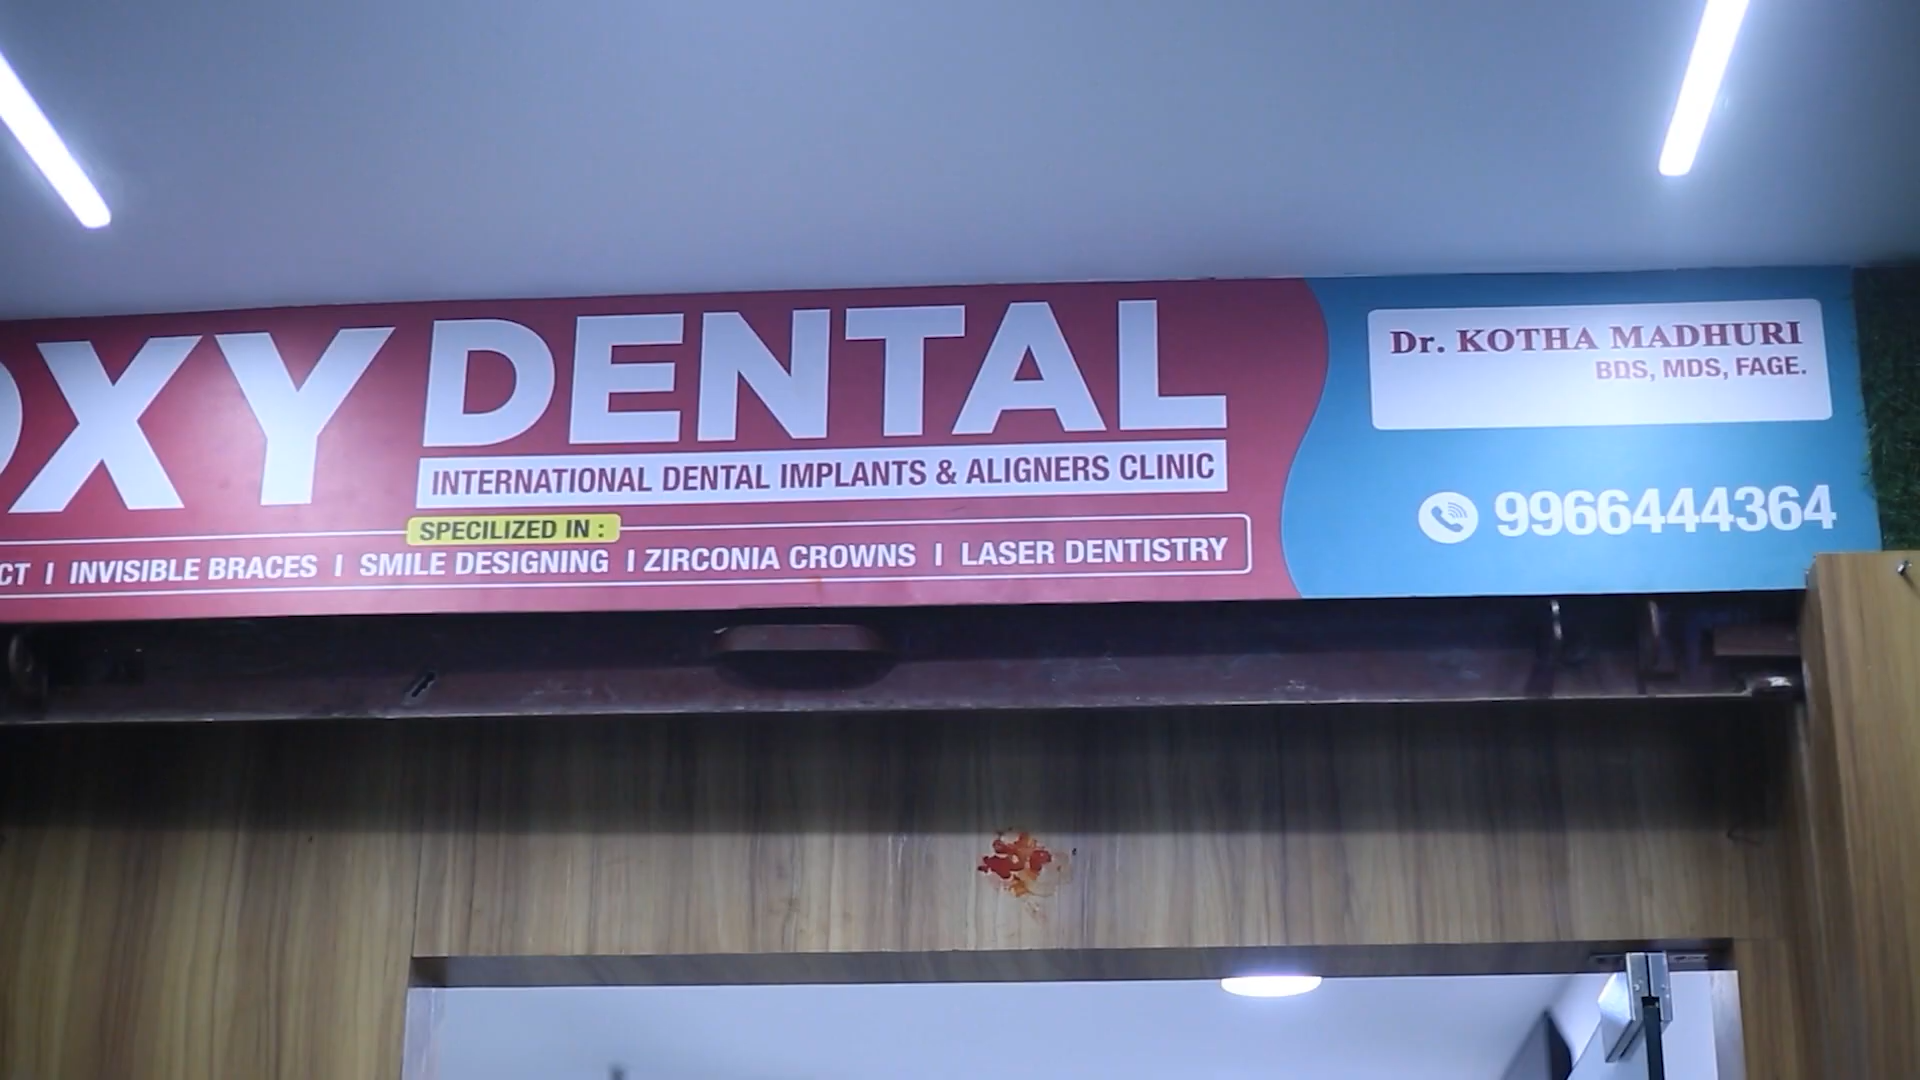 OXY DENTAL
INTERNATIONAL DENTAL IMPLANTS & ALIGNERS CLINIC
SPECILIZED IN :
CT I INVISIBLE BRACES I SMILE DESIGNING I ZIRCONIA CROWNS I LASER DENTISTRY
Dr. KOTHA MADHURI
BDS, MDS, FAGE.
9966444364